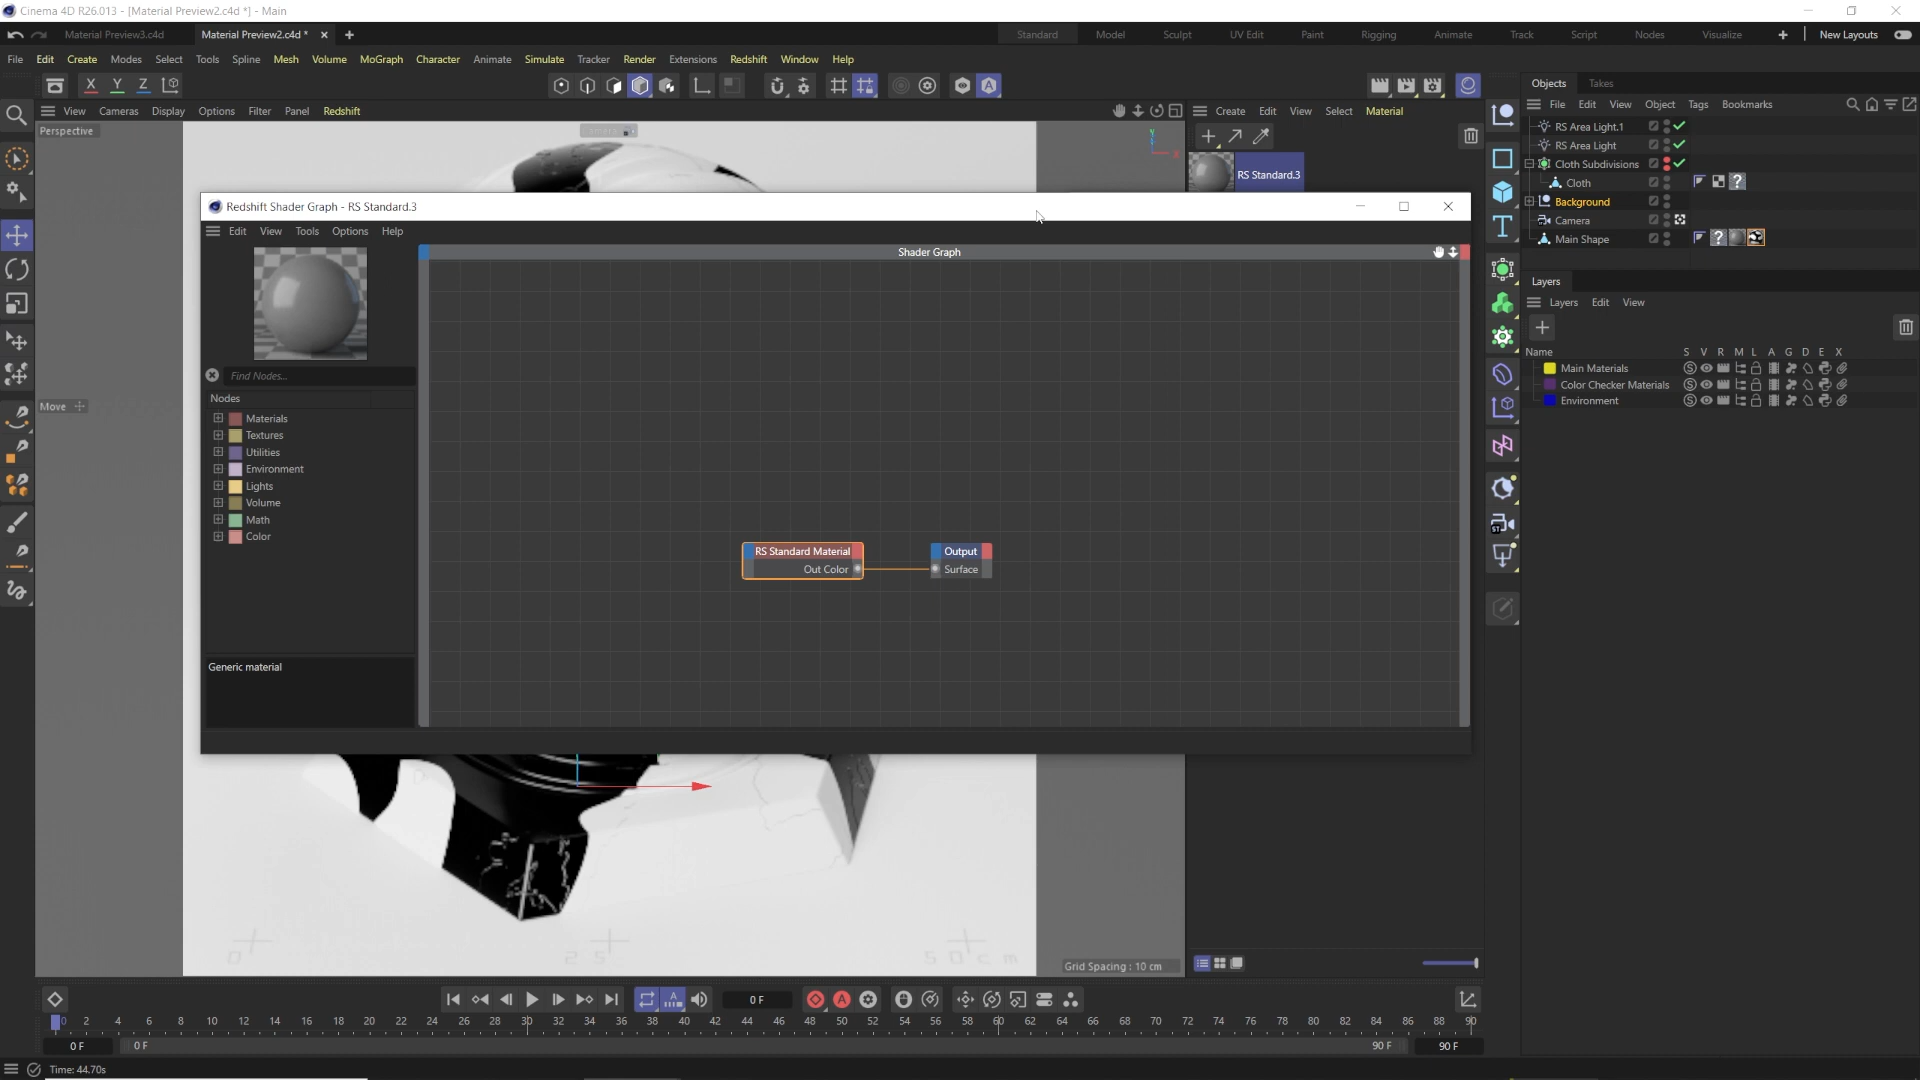 Cinema 4D R26.013 - [Material Preview2.c4d *] - Main
Material Preview3.c4d Material Preview2.c4d * Standard Model Sculpt UV Edit Paint Rigging Animate Track Script Nodes Visualize New Layouts
File Edit Create Modes Select Tools Spline Mesh Volume MoGraph Character Animate Simulate Tracker Render Extensions Redshift Window Help
X Y Z
View Cameras Display Options Filter Panel Redshift
Perspective
Create Edit View Select Material
RS Standard.3
Objects Takes
File Edit View Object Tags Bookmarks
RS Area Light.1
RS Area Light
Cloth Subdivisions
Cloth
Background
Camera
Main Shape
Layers
Layers Edit View
Name S V R M L A G D E X
Main Materials
Color Checker Materials
Environment
Redshift Shader Graph - RS Standard.3
Edit View Tools Options Help
Shader Graph
Find Nodes...
Nodes
Materials
Textures
Utilities
Environment
Lights
Volume
Math
Color
Generic material
RS Standard Material
Out Color
Output
Surface
Move
0 25 50cm
Grid Spacing : 10 cm
0 F
0 2 4 6 8 10 12 14 16 18 20 22 24 26 28 30 32 34 36 38 40 42 44 46 48 50 52 54 56 58 60 62 64 66 68 70 72 74 76 78 80 82 84 86 88 90
0 F 0 F 90 F 90 F
Time: 44.70s